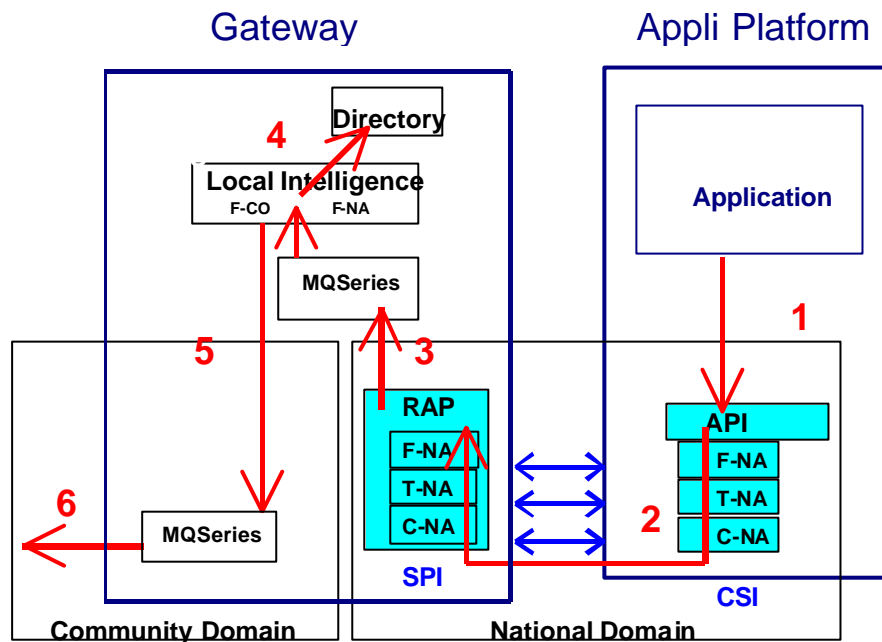 Gateway
Appli Platform
Directory
4
Local Intelligence
F-CO F-NA
Application
MQSeries
1
5
3
RAP
API
F-NA
F-NA
T-NA
T-NA
6
2
MQSeries
C-NA
C-NA
SPI
CSI
Community Domain
National Domain